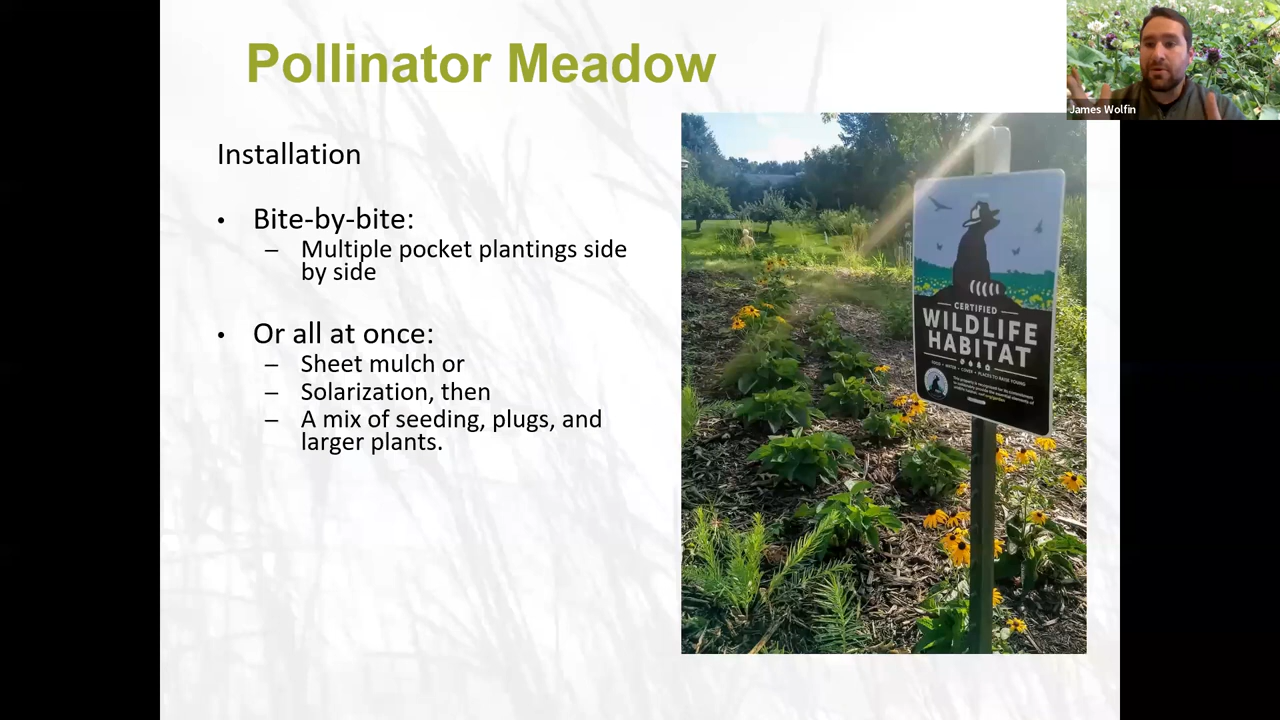 Pollinator Meadow
James Wolfin
Installation
• Bite-by-bite:
– Multiple pocket plantings side
by side
• Or all at once:
– Sheet mulch or
– Solarization, then
– A mix of seeding, plugs, and
larger plants.
CERTIFIED
WILDLIFE
HABITAT